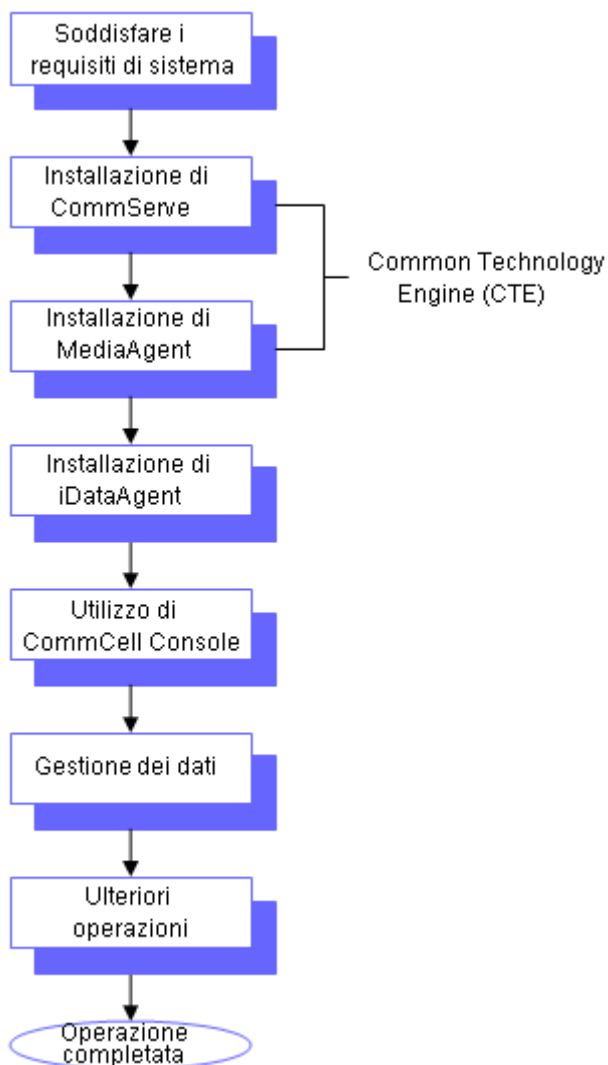 Soddisfare i
requisiti di sistema
Installazione di
CommServe
Common Technology
Engine (CTE)
Installazione di
MediaAgent
Installazione di
iDataAgent
Utilizzo di
CommCell Console
Gestione dei dati
Ulteriori
operazioni
Operazione
completata